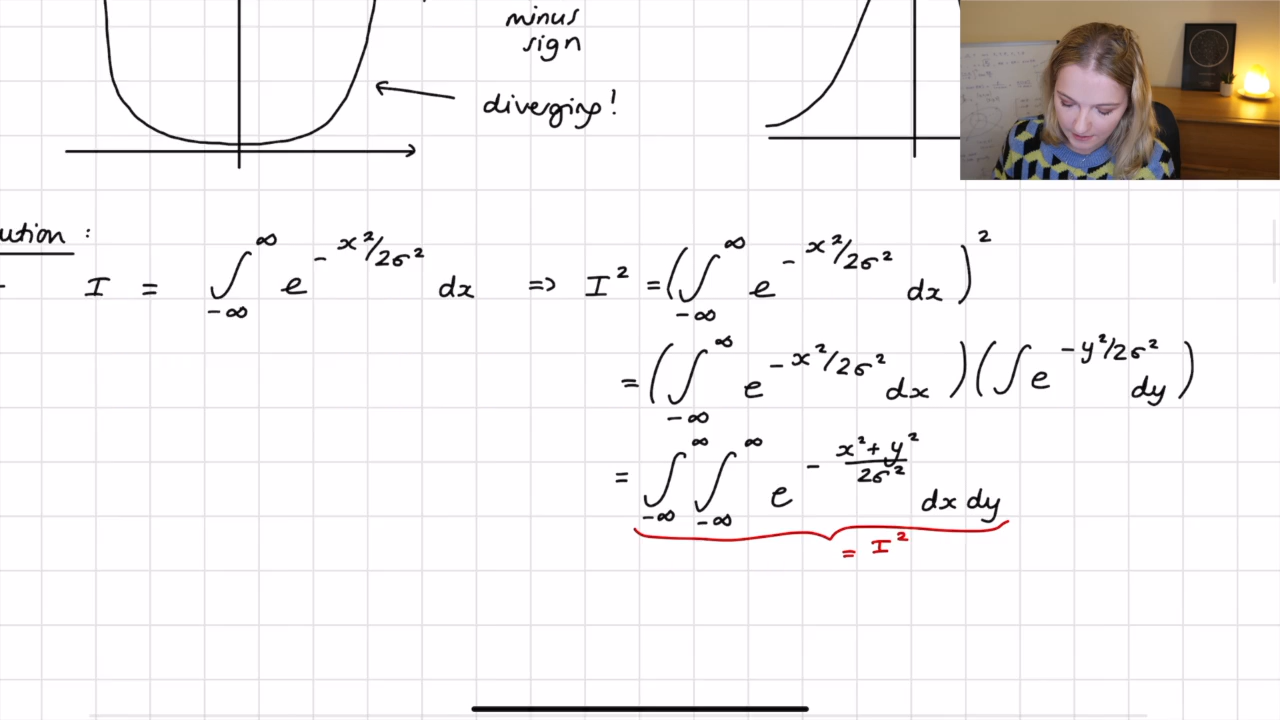 minus
sign
diverging!
ution :
I = ∫_{-∞}^{∞} e^{-x²/2σ²} dx ⇒ I² = (∫_{-∞}^{∞} e^{-x²/2σ²} dx)²
= (∫_{-∞}^{∞} e^{-x²/2σ²} dx)(∫ e^{-y²/2σ²} dy)
= ∫_{-∞}^{∞} ∫_{-∞}^{∞} e^{-\frac{x²+y²}{2σ²}} dx dy
= I²